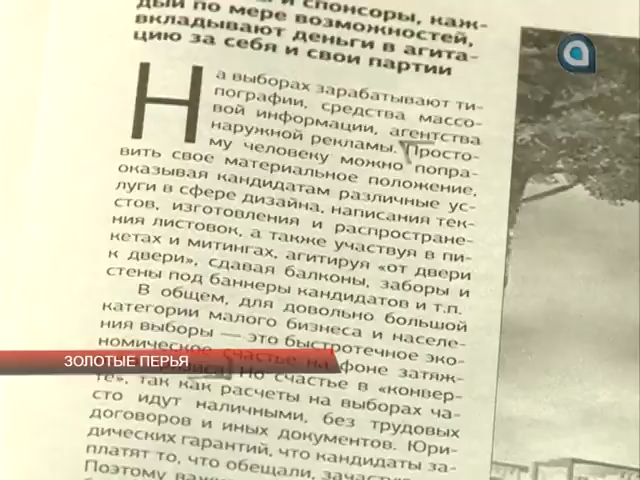 и спонсоры, каж-
дый по мере возможностей,
вкладывают деньги в агита-
цию за себя и свои партии
На выборах зарабатывают ти-
пографии, средства массо-
вой информации, агентства
наружной рекламы. Просто-
му человеку можно попра-
вить свое материальное положение,
оказывая кандидатам различные ус-
луги в сфере дизайна, написания тек-
стов, изготовления и распростране-
ния листовок, а также участвуя в пи-
кетах и митингах, агитируя «от двери
к двери», сдавая балконы, заборы и
стены под баннеры кандидатов и т.п.
В общем, для довольно большой
категории малого бизнеса и населе-
ния выборы — это быстротечное эко-
номическое счастье на фоне затяж-
Но счастье в «конвер-
те», так как расчеты на выборах ча-
сто идут наличными, без трудовых
договоров и иных документов. Юри-
дических гарантий, что кандидаты за-
платят то, что обещали, зачастую
Поэтому важно
ЗОЛОТЫЕ ПЕРЬЯ